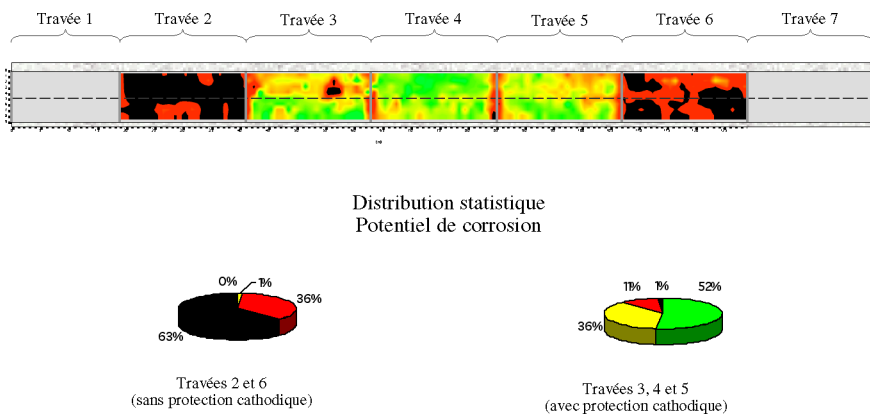 Travée 1 Travée 2 Travée 3 Travée 4 Travée 5 Travée 6 Travée 7
Distribution statistique
Potentiel de corrosion
0% 1% 36% 63%
11% 1% 52% 36%
Travées 2 et 6
(sans protection cathodique)
Travées 3, 4 et 5
(avec protection cathodique)